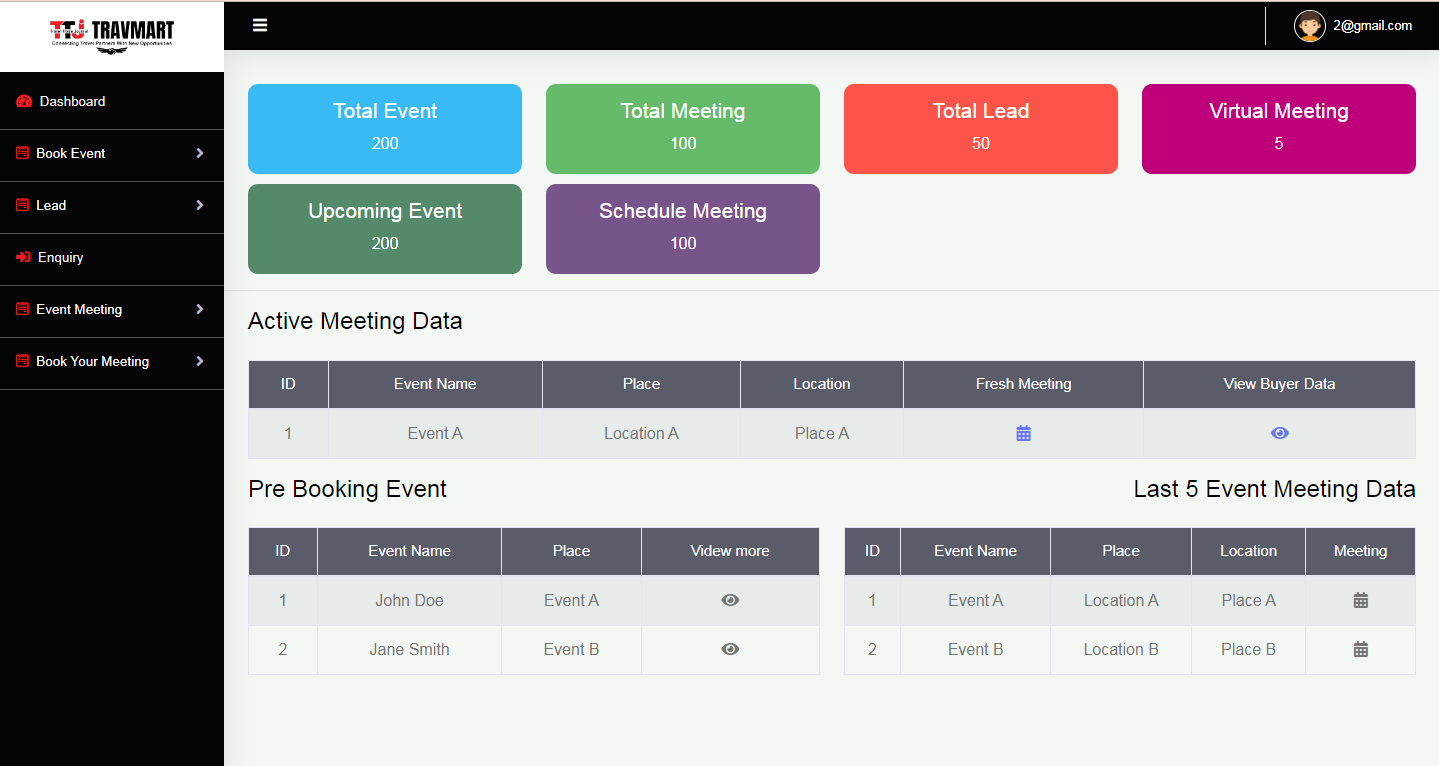 TTJ TRAVMART
Travel Trade Journal
Connecting Travel Partners With New Opportunities
2@gmail.com
Dashboard
Book Event
Lead
Enquiry
Event Meeting
Book Your Meeting
Total Event
200
Total Meeting
100
Total Lead
50
Virtual Meeting
5
Upcoming Event
200
Schedule Meeting
100
Active Meeting Data
ID Event Name Place Location Fresh Meeting View Buyer Data
1 Event A Location A Place A
Pre Booking Event
ID Event Name Place Videw more
1 John Doe Event A
2 Jane Smith Event B
Last 5 Event Meeting Data
ID Event Name Place Location Meeting
1 Event A Location A Place A
2 Event B Location B Place B